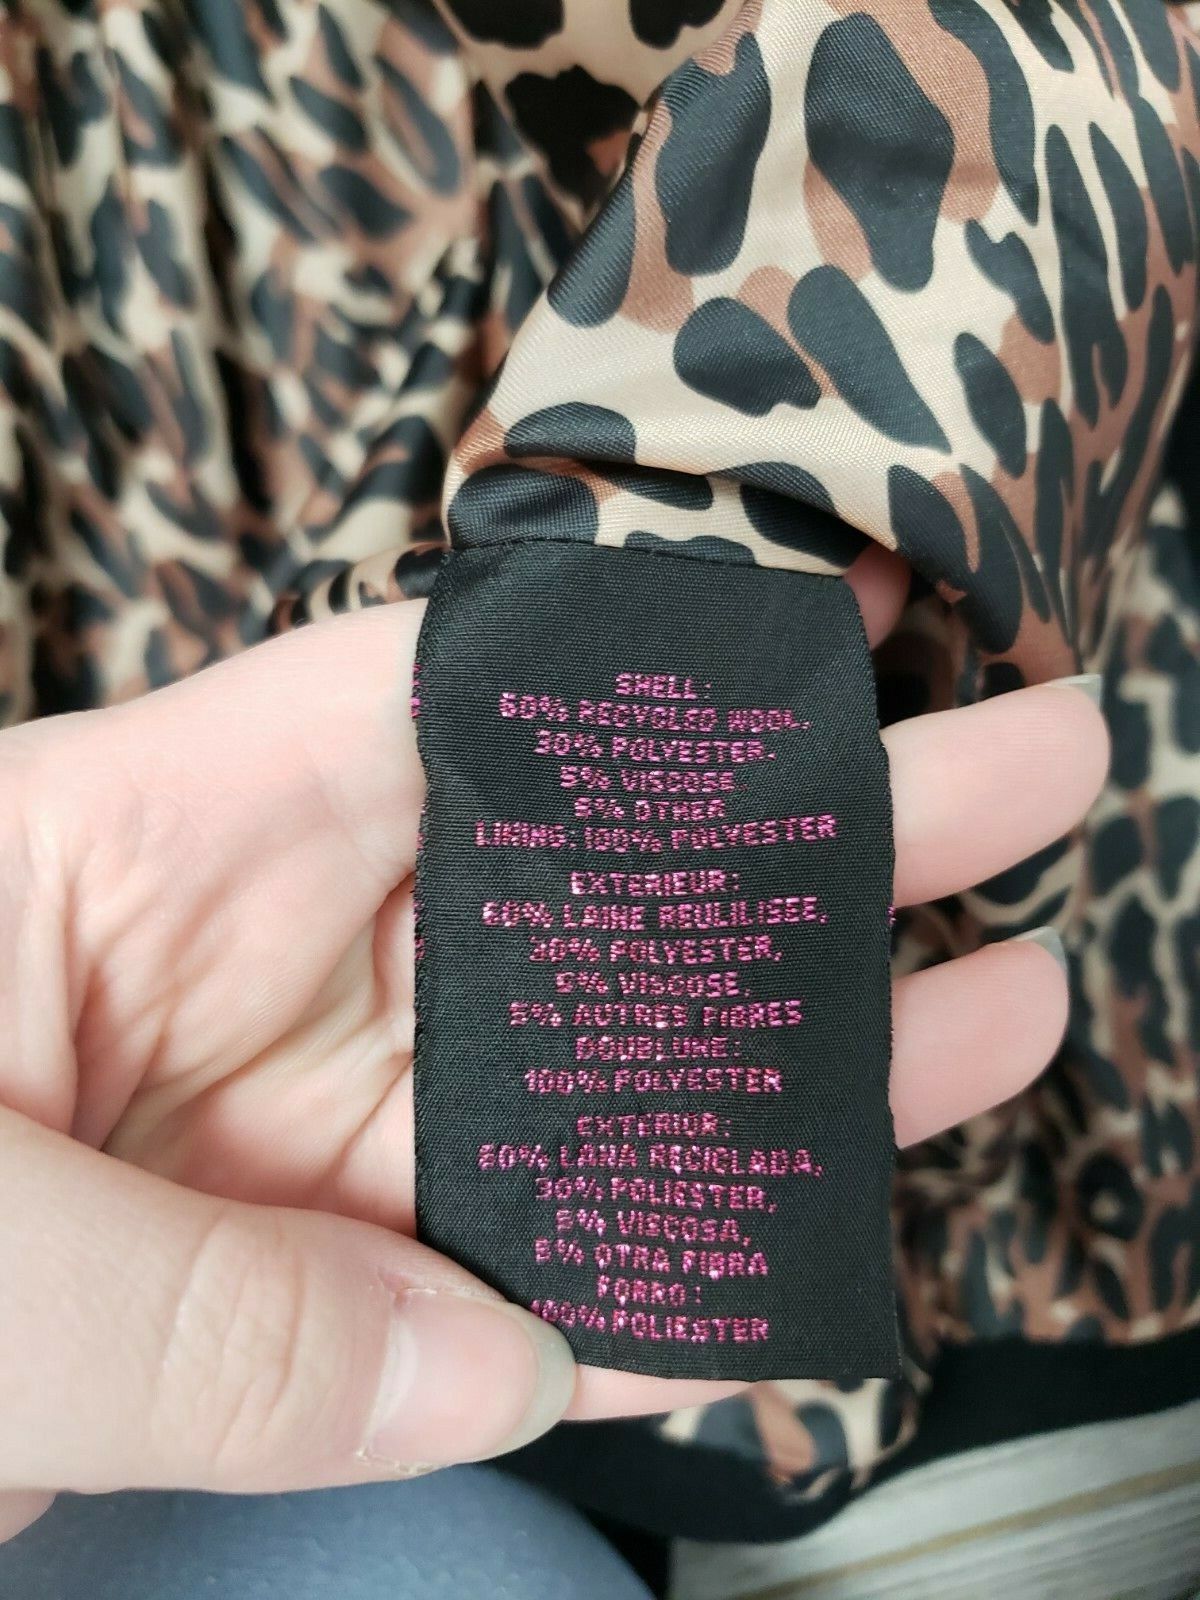 SHELL:
60% RECYCLED WOOL,
30% POLYESTER,
5% VISCOSE,
5% OTHER
LINING: 100% POLYESTER
EXTERIEUR:
60% LAINE REULILISEE,
30% POLYESTER,
5% VISCOSE,
5% AUTRES FIBRES
DOUBLURE:
100% POLYESTER
EXTERIOR:
60% LANA RECICLADA,
30% POLIESTER,
5% VISCOSA,
5% OTRA FIBRA
FORRO:
100% POLIESTER